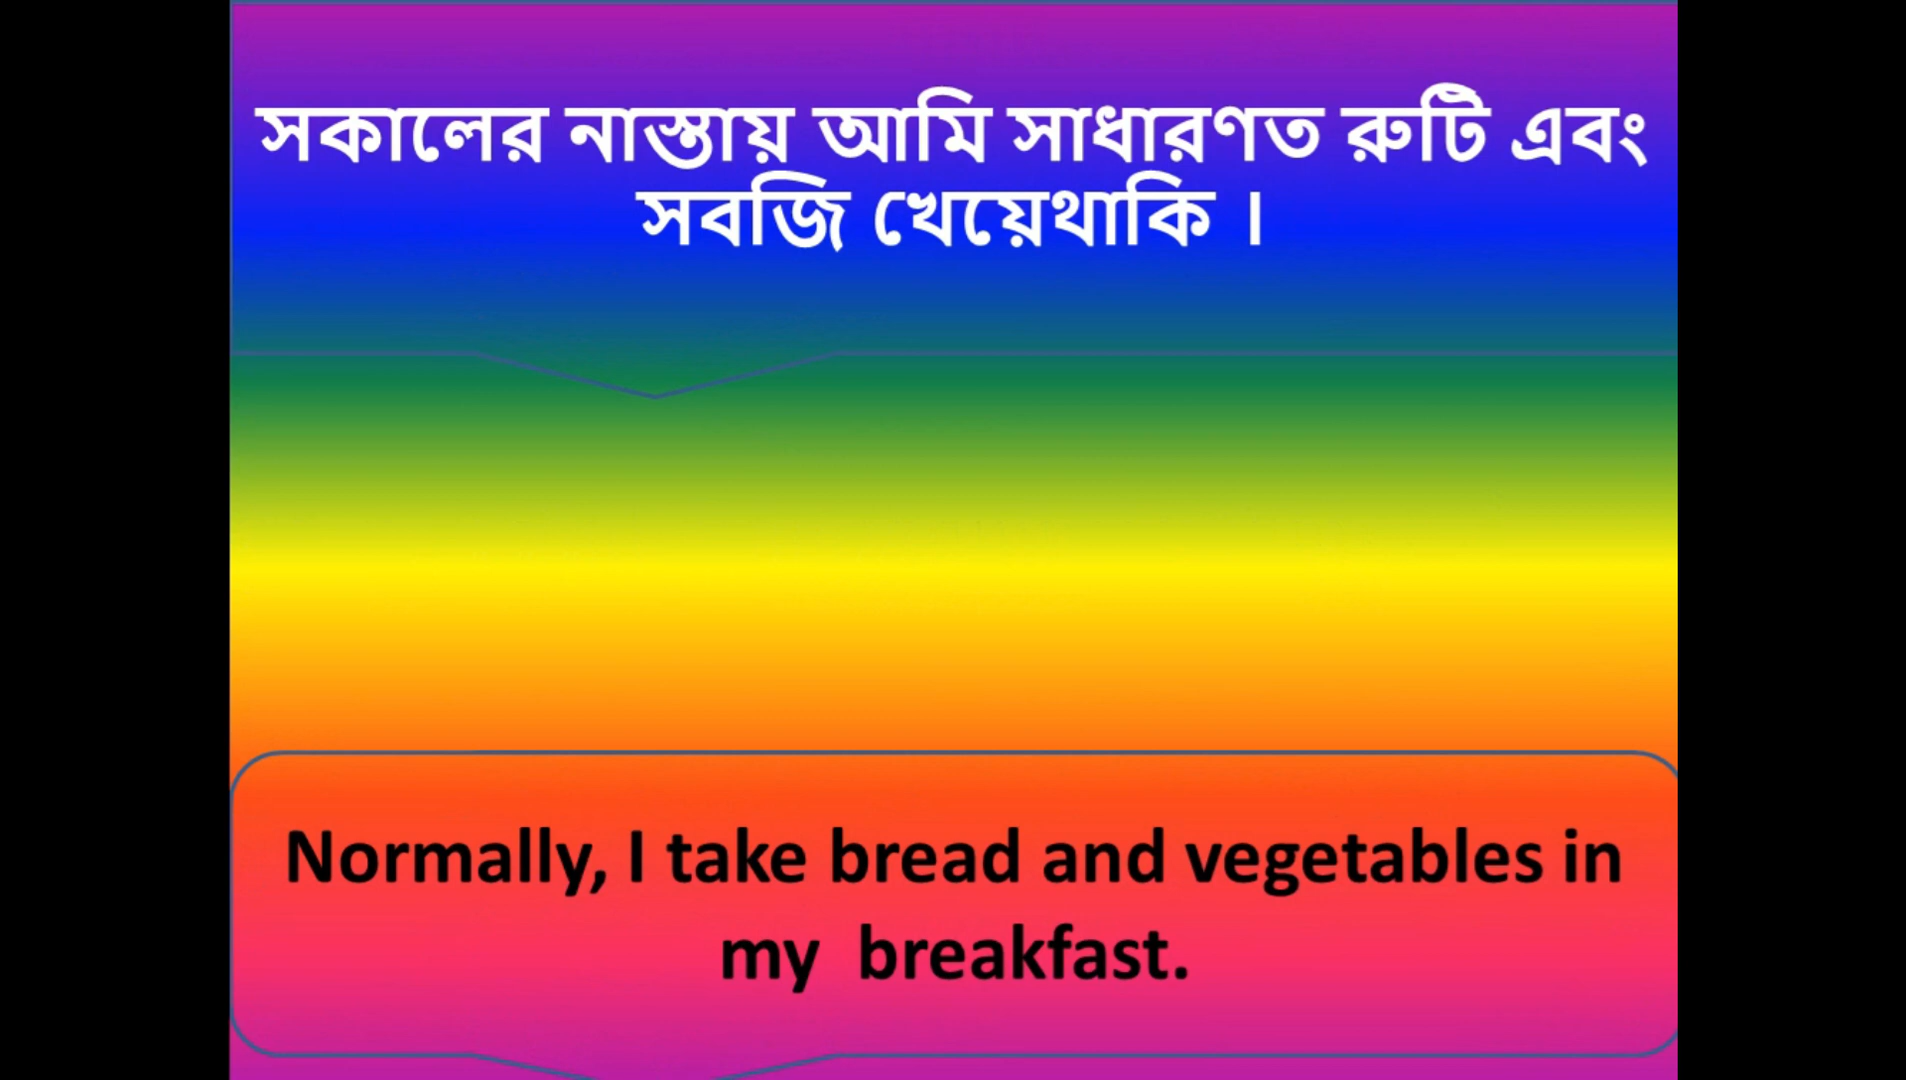 সকালের নাস্তায় আমি সাধারণত রুটি এবং
সবজি খেয়েথাকি ।
Normally, I take bread and vegetables in
my breakfast.